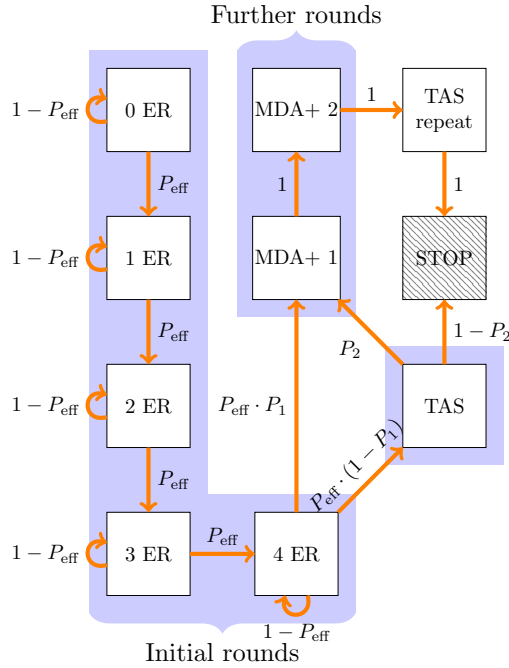 Further rounds
1 − P_eff
0 ER
MDA+ 2
1
TAS
repeat
P_eff
1
1
1 − P_eff
1 ER
MDA+ 1
STOP
P_eff
P_2
1 − P_2
1 − P_eff
2 ER
P_eff · P_1
TAS
P_eff
P_eff · (1 − P_1)
1 − P_eff
3 ER
P_eff
4 ER
1 − P_eff
Initial rounds